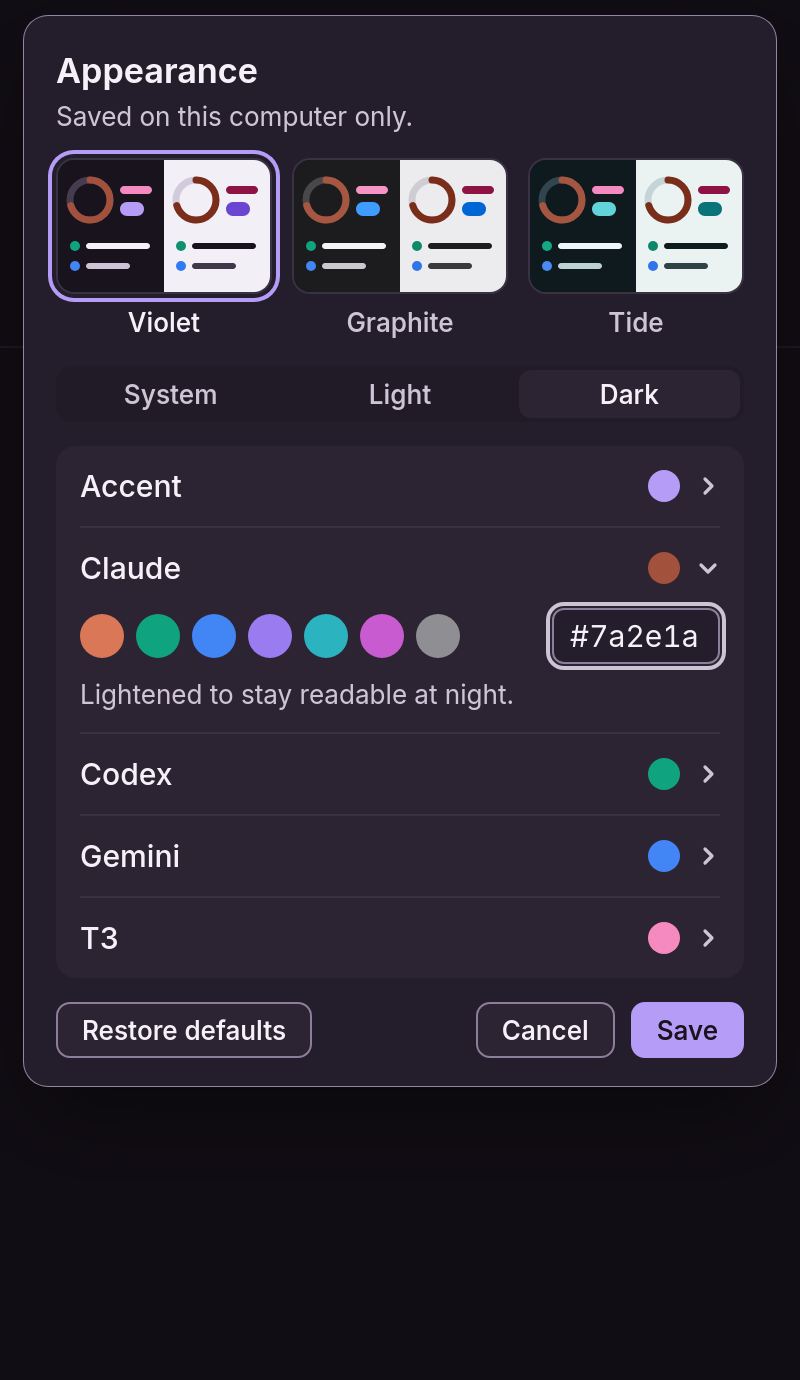 Appearance
Saved on this computer only.
Violet
Graphite
Tide
System
Light
Dark
Accent
Claude
#7a2e1a
Lightened to stay readable at night.
Codex
Gemini
T3
Restore defaults
Cancel
Save